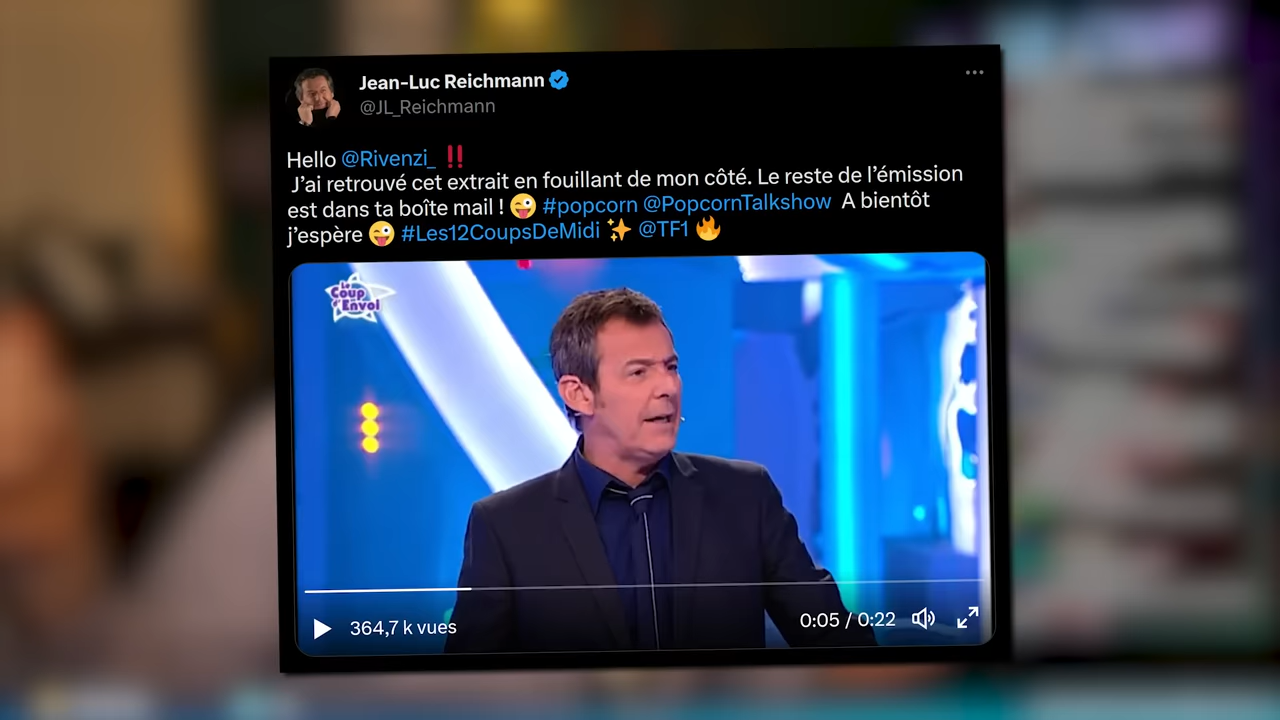 Jean-Luc Reichmann
@JL_Reichmann
Hello @Rivenzi_ ‼️
J’ai retrouvé cet extrait en fouillant de mon côté. Le reste de l’émission
est dans ta boîte mail ! 😜 #popcorn @PopcornTalkshow A bientôt
j’espère 😜 #Les12CoupsDeMidi ✨ @TF1 🔥
Le
Coup
d'Envoi
364,7 k vues
0:05 / 0:22